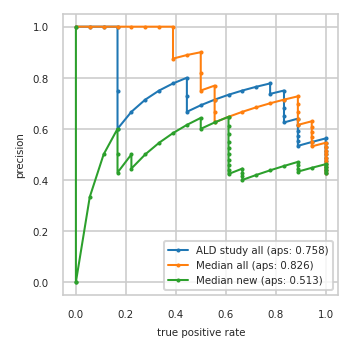 1.0
0.8
0.6
0.4
0.2
0.0
precision
0.0 0.2 0.4 0.6 0.8 1.0
true positive rate
ALD study all (aps: 0.758)
Median all (aps: 0.826)
Median new (aps: 0.513)